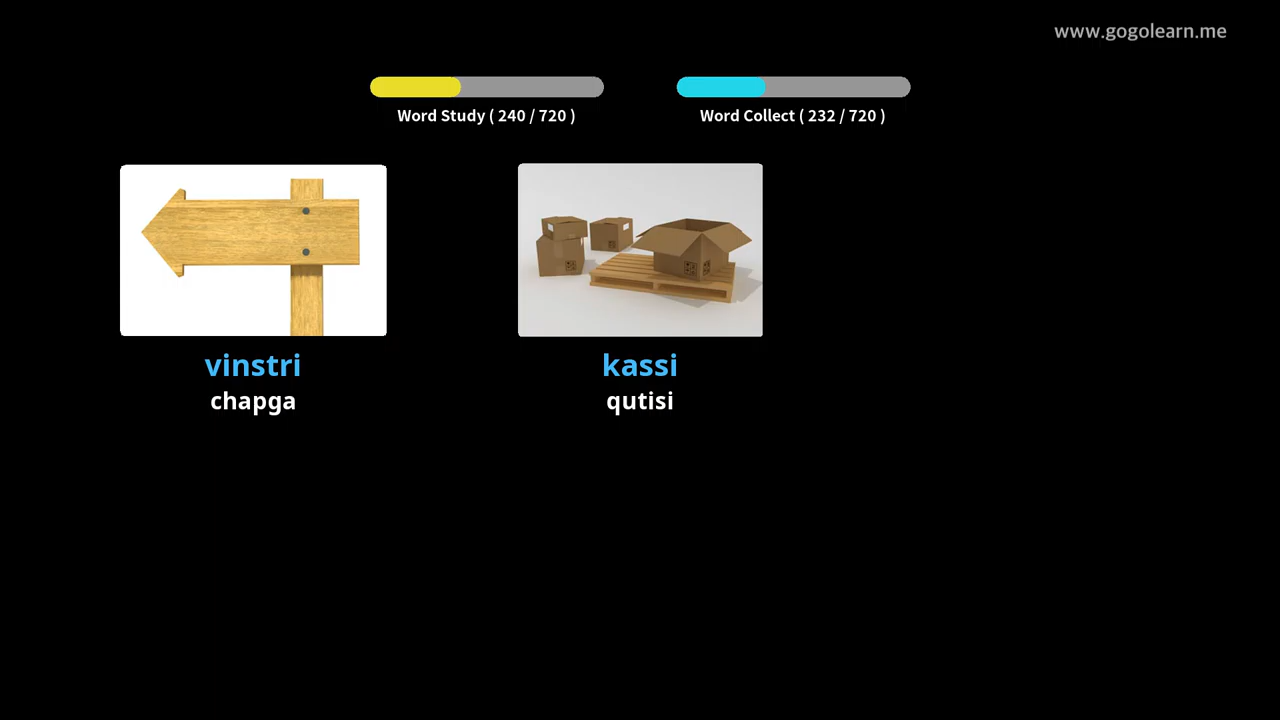 www.gogolearn.me
Word Study ( 240 / 720 )
Word Collect ( 232 / 720 )
vinstri
chapga
kassi
qutisi